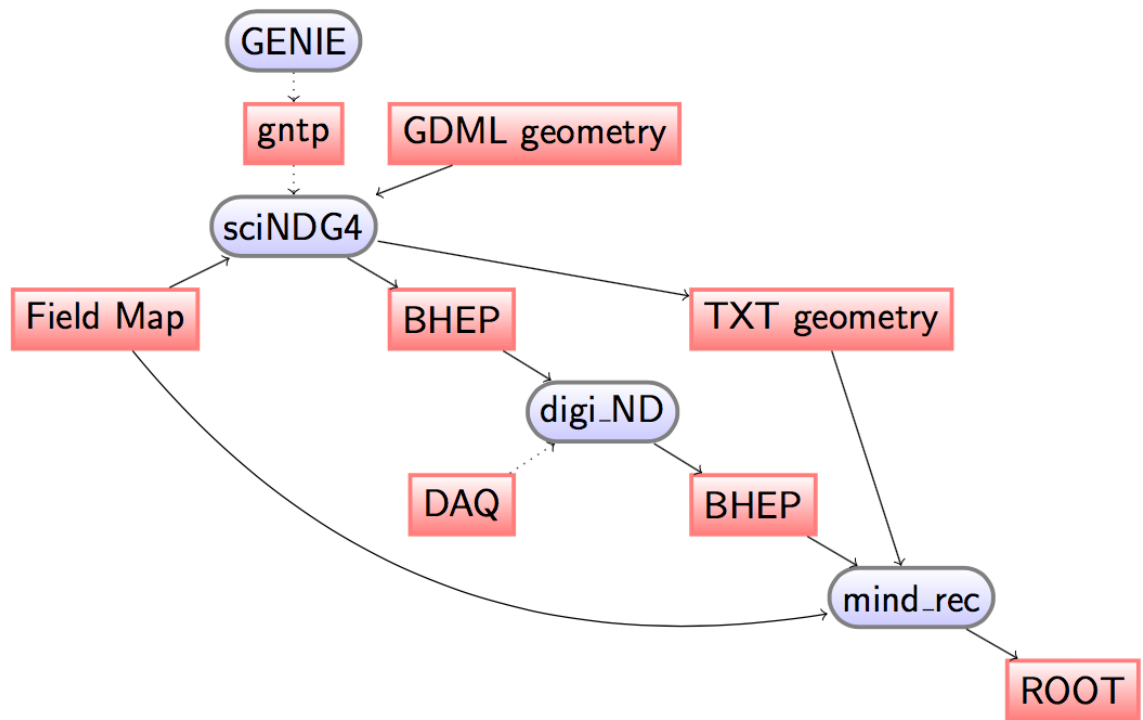 GENIE
gntp
GDML geometry
sciNDG4
Field Map
BHEP
TXT geometry
digi_ND
DAQ
BHEP
mind_rec
ROOT